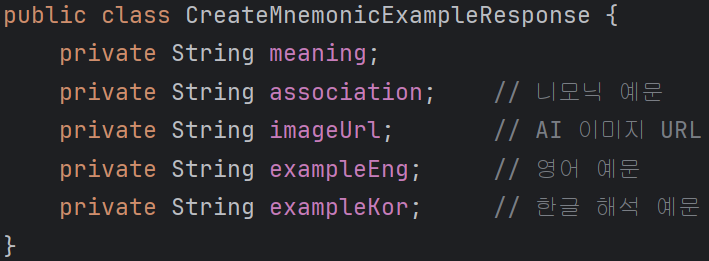 public class CreateMnemonicExampleResponse {
    private String meaning;
    private String association;    // 니모닉 예문
    private String imageUrl;       // AI 이미지 URL
    private String exampleEng;     // 영어 예문
    private String exampleKor;     // 한글 해석 예문
}